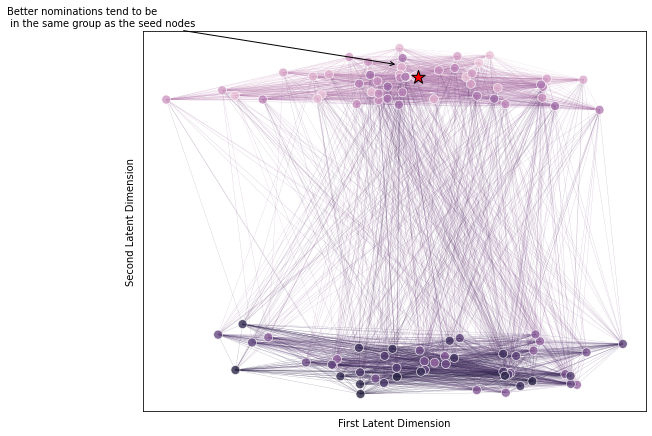 Better nominations tend to be
in the same group as the seed nodes
Second Latent Dimension
First Latent Dimension